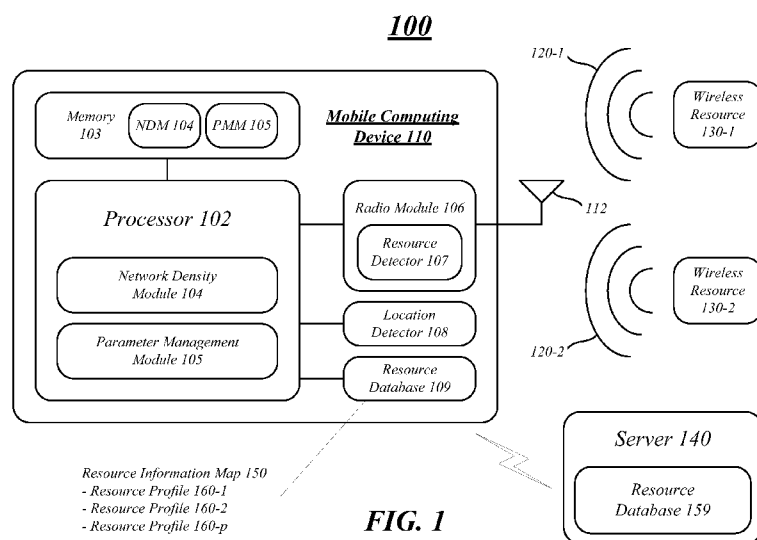 100
120-1
Wireless
Resource
130-1
Memory
103
NDM 104
PMM 105
Mobile Computing
Device 110
Processor 102
Network Density
Module 104
Parameter Management
Module 105
Radio Module 106
Resource
Detector 107
112
Location
Detector 108
Resource
Database 109
Wireless
Resource
130-2
120-2
Server 140
Resource
Database 159
Resource Information Map 150
- Resource Profile 160-1
- Resource Profile 160-2
- Resource Profile 160-p
FIG. 1